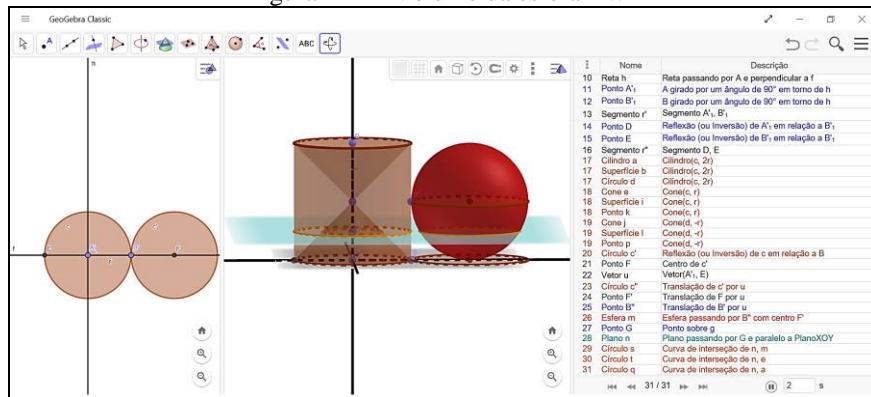 GeoGebra Classic
ABC
Nome Descrição
10 Reta h Reta passando por A e perpendicular a f
11 Ponto A'₁ A girado por um ângulo de 90° em torno de h
12 Ponto B'₁ B girado por um ângulo de 90° em torno de h
13 Segmento r' Segmento A'₁, B'₁
14 Ponto D Reflexão (ou Inversão) de A'₁ em relação a B'₁
15 Ponto E Reflexão (ou Inversão) de B'₁ em relação a B'₁
16 Segmento r" Segmento D, E
17 Cilindro a Cilindro(c, 2r)
17 Superfície b Cilindro(c, 2r)
17 Círculo d Cilindro(c, 2r)
18 Cone e Cone(c, r)
18 Superfície i Cone(c, r)
18 Ponto k Cone(c, r)
19 Cone j Cone(d, -r)
19 Superfície l Cone(d, -r)
19 Ponto p Cone(d, -r)
20 Círculo c' Reflexão (ou Inversão) de c em relação a B
21 Ponto F Centro de c'
22 Vetor u Vetor(A'₁, E)
23 Círculo c" Translação de c' por u
24 Ponto F' Translação de F por u
25 Ponto B" Translação de B' por u
26 Esfera m Esfera passando por B" com centro F'
27 Ponto G Ponto sobre g
28 Plano n Plano passando por G e paralelo a PlanoXOY
29 Círculo s Curva de interseção de n, m
30 Círculo t Curva de interseção de n, e
31 Círculo q Curva de interseção de n, a
31 / 31 2 s
h
f